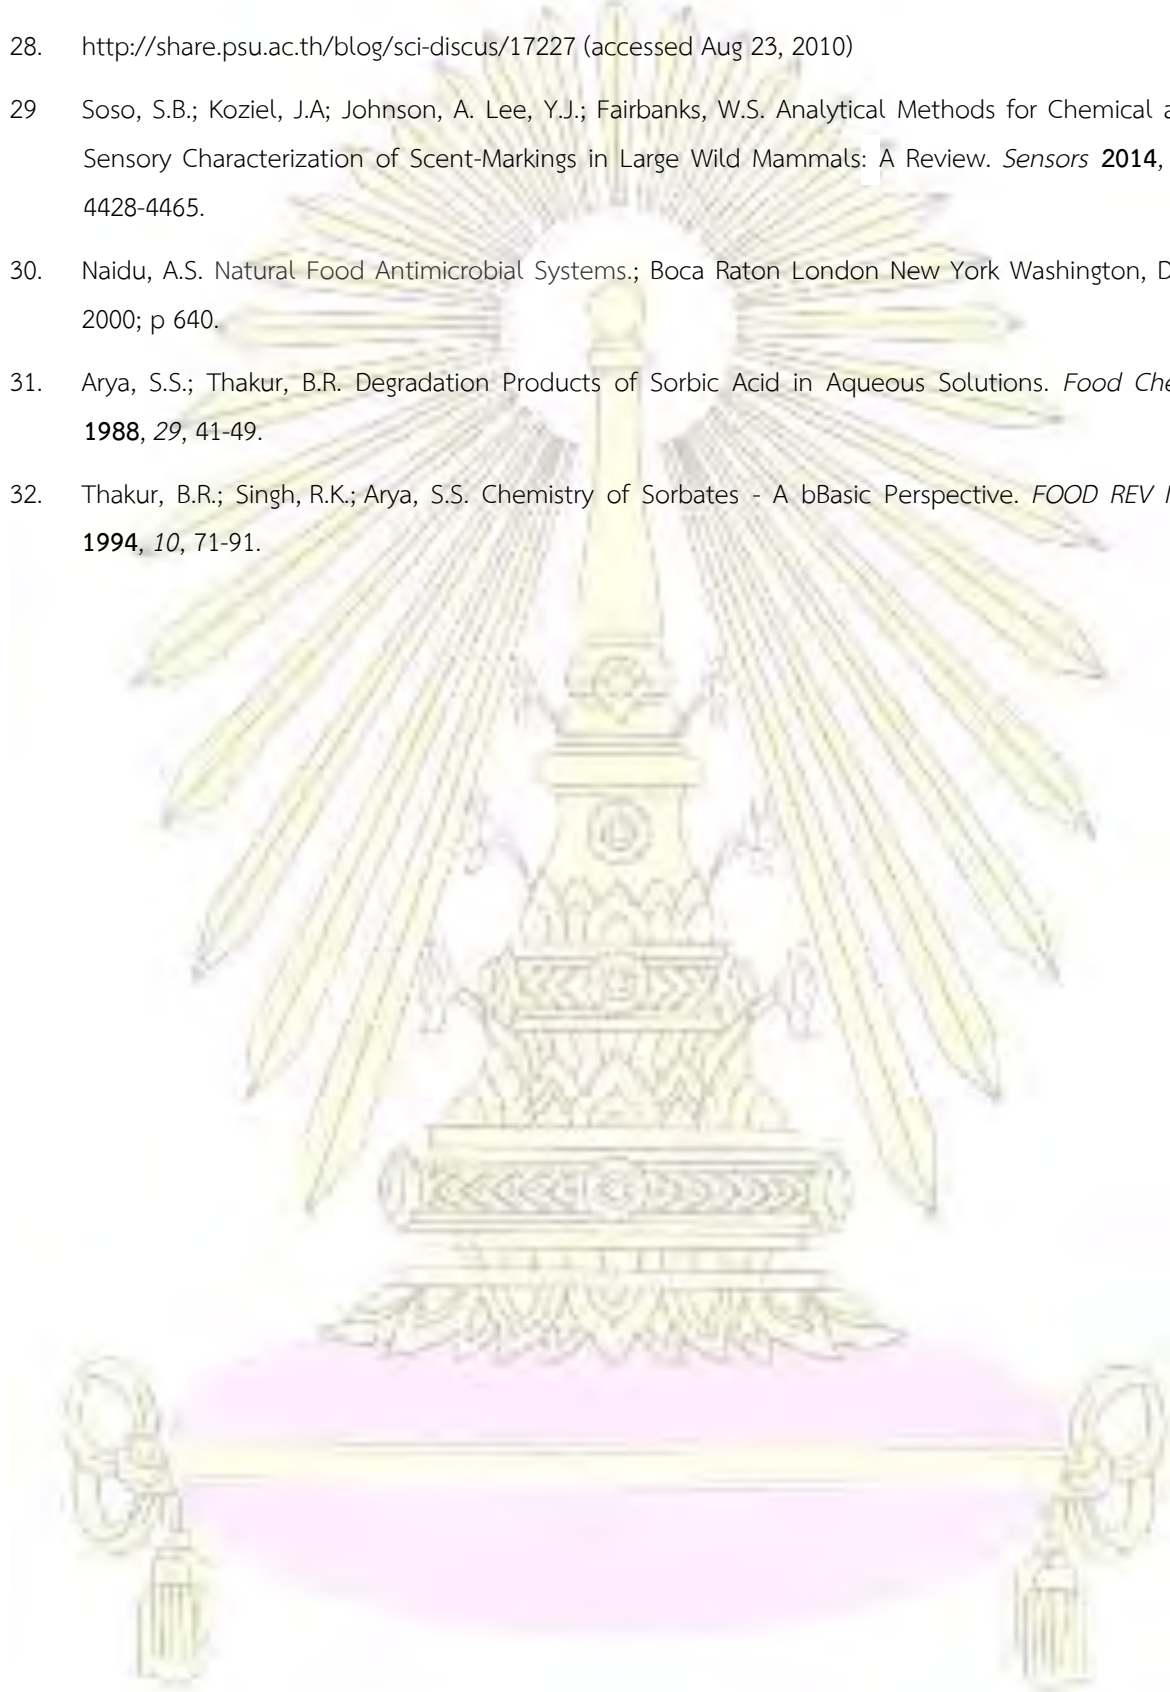 28. http://share.psu.ac.th/blog/sci-discus/17227 (accessed Aug 23, 2010)
29 Soso, S.B.; Koziel, J.A; Johnson, A. Lee, Y.J.; Fairbanks, W.S. Analytical Methods for Chemical
Sensory Characterization of Scent-Markings in Large Wild Mammals: A Review. Sensors 2014,
4428-4465.
30. Naidu, A.S. Natural Food Antimicrobial Systems.; Boca Raton London New York Washington,
2000; p 640.
31. Arya, S.S.; Thakur, B.R. Degradation Products of Sorbic Acid in Aqueous Solutions. Food
1988, 29, 41-49.
32. Thakur, B.R.; Singh, R.K.; Arya, S.S. Chemistry of Sorbates - A bBasic Perspective. FOOD REV
1994, 10, 71-91.